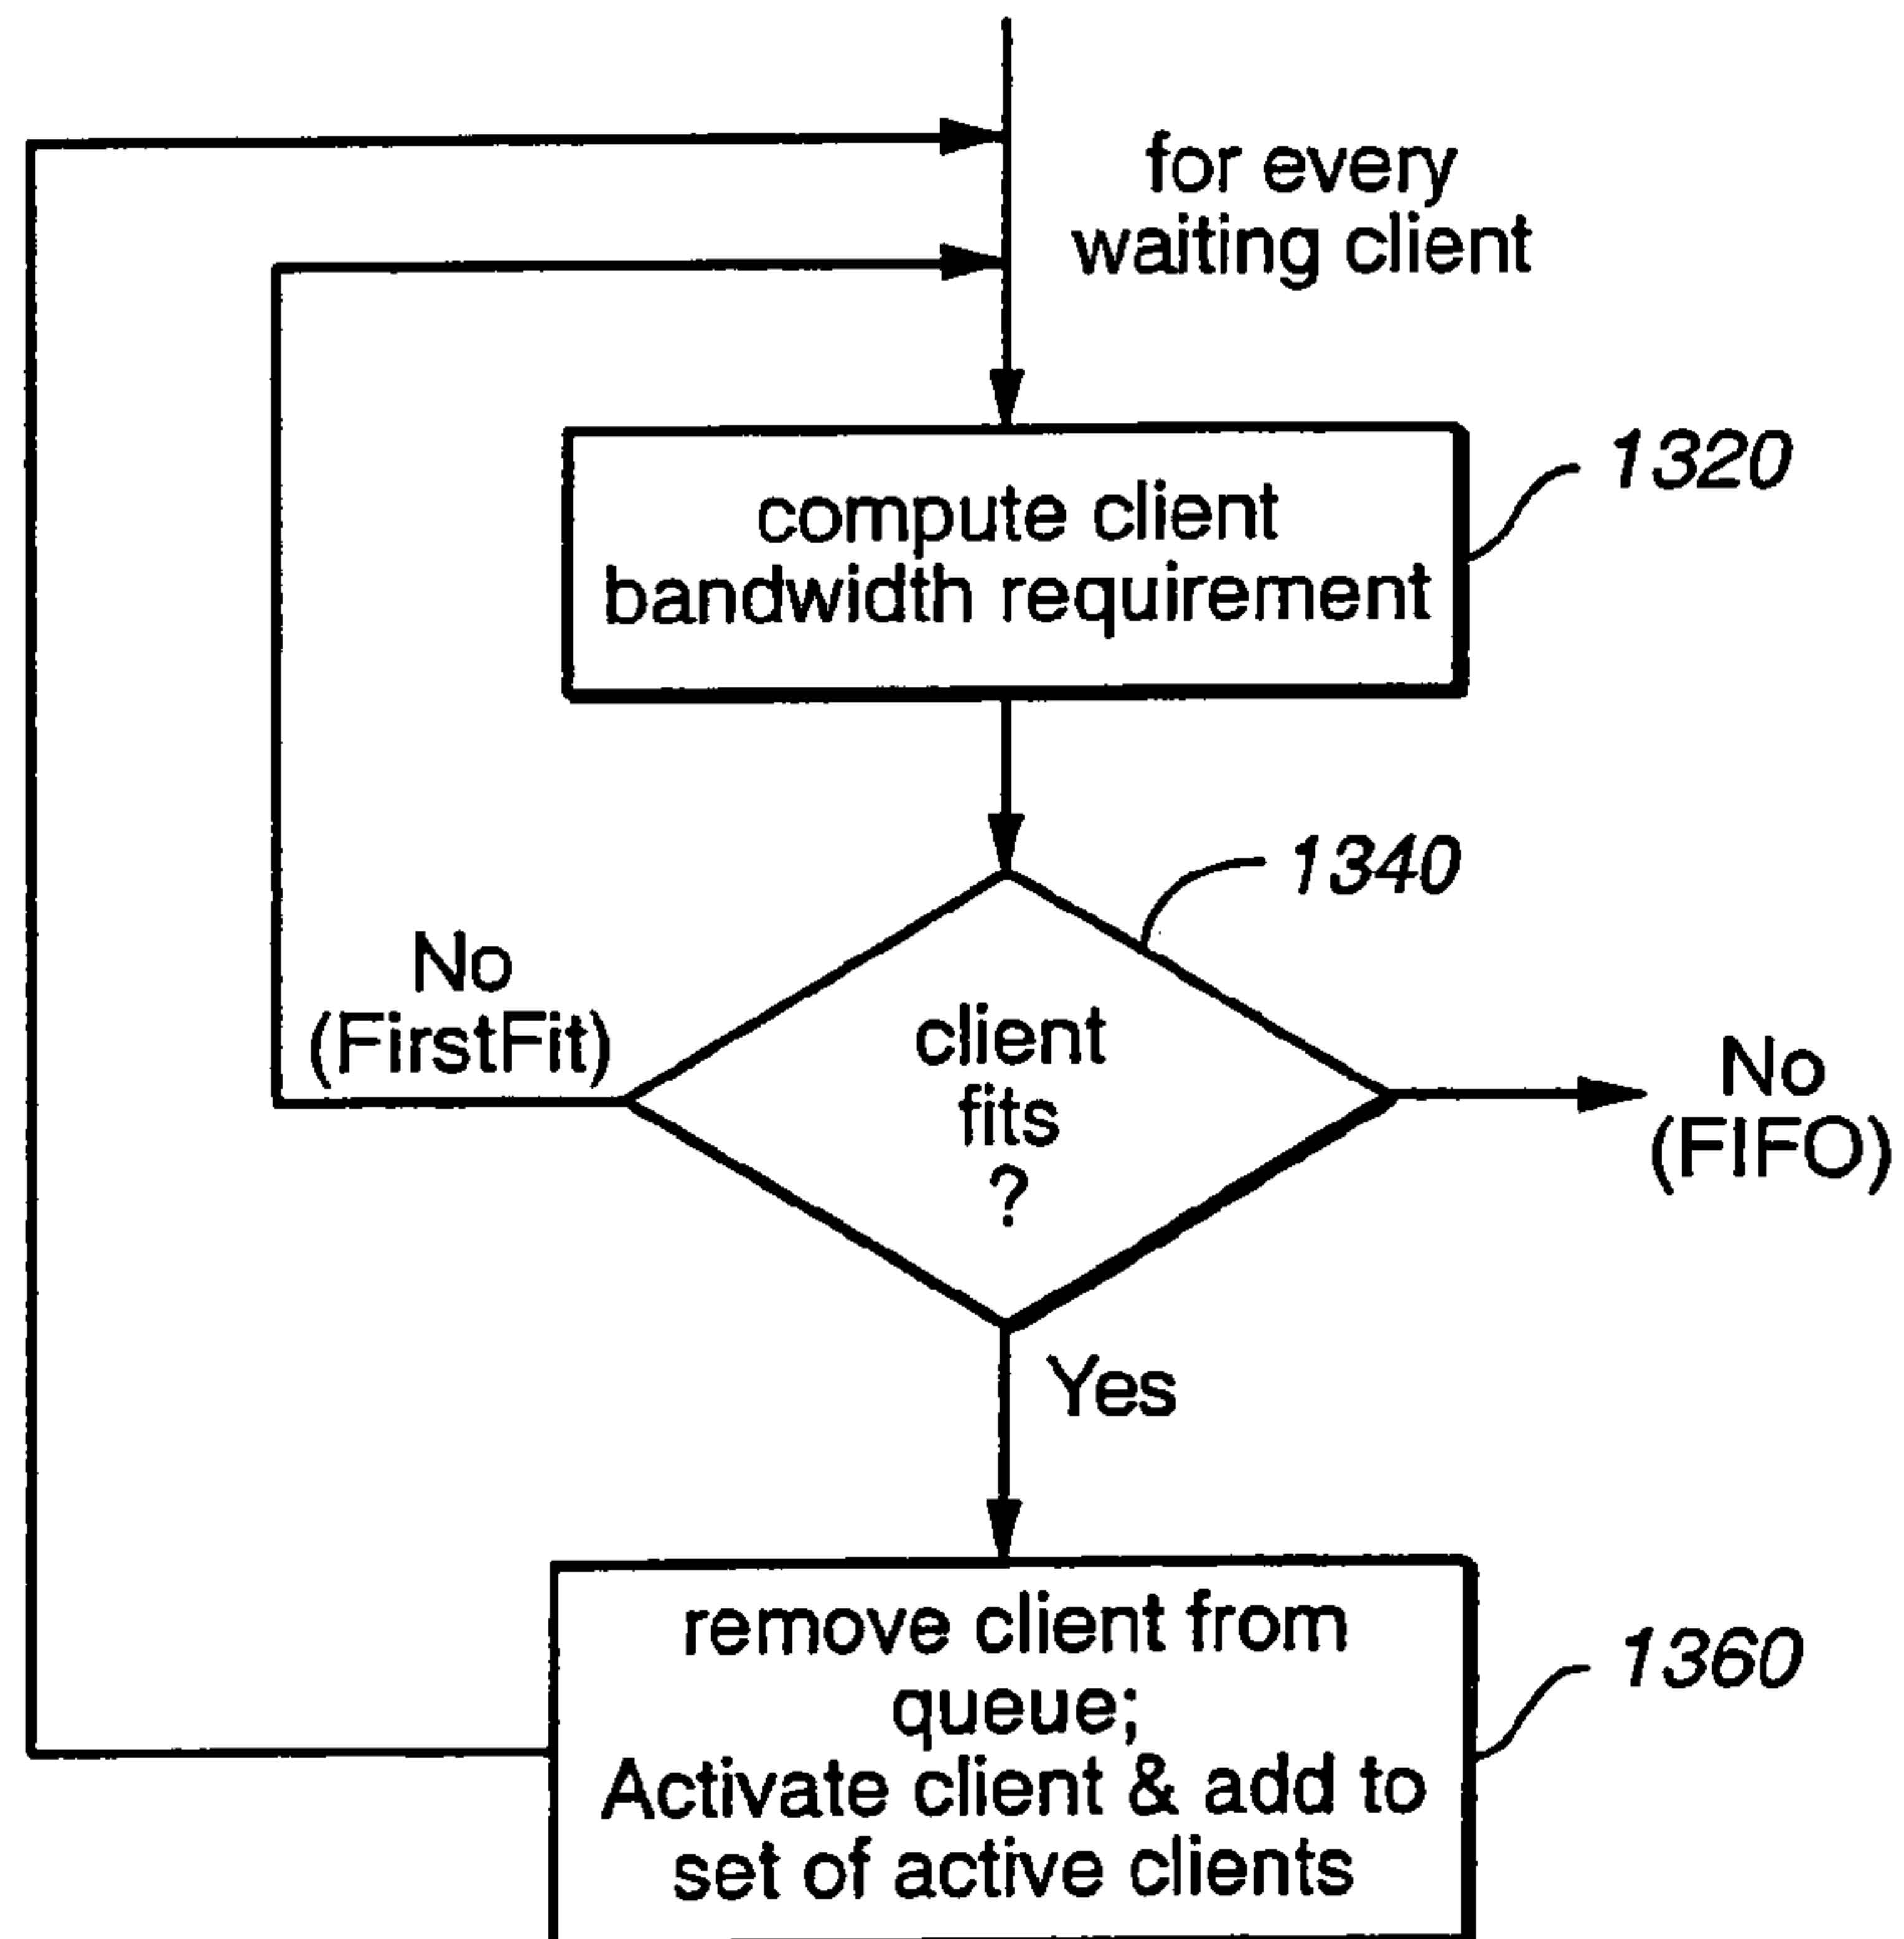 for every
waiting client
1320
compute client
bandwidth requirement
1340
No
(FirstFit)
client
fits
?
No
(FIFO)
Yes
remove client from
queue;
Activate client & add to
set of active clients
1360